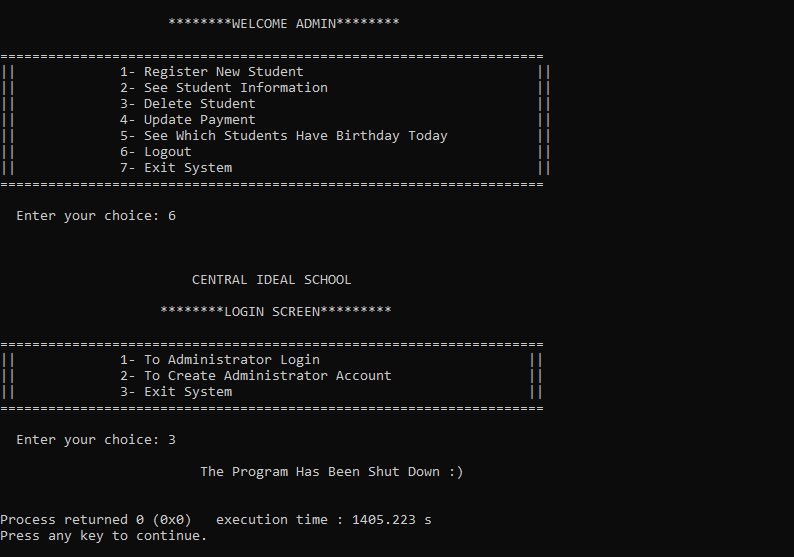 ********WELCOME ADMIN********
====================================================================
||             1- Register New Student                             ||
||             2- See Student Information                          ||
||             3- Delete Student                                   ||
||             4- Update Payment                                   ||
||             5- See Which Students Have Birthday Today           ||
||             6- Logout                                           ||
||             7- Exit System                                      ||
====================================================================
Enter your choice: 6
CENTRAL IDEAL SCHOOL
********LOGIN SCREEN*********
====================================================================
||             1- To Administrator Login                          ||
||             2- To Create Administrator Account                 ||
||             3- Exit System                                     ||
====================================================================
Enter your choice: 3
The Program Has Been Shut Down :)
Process returned 0 (0x0)   execution time : 1405.223 s
Press any key to continue.